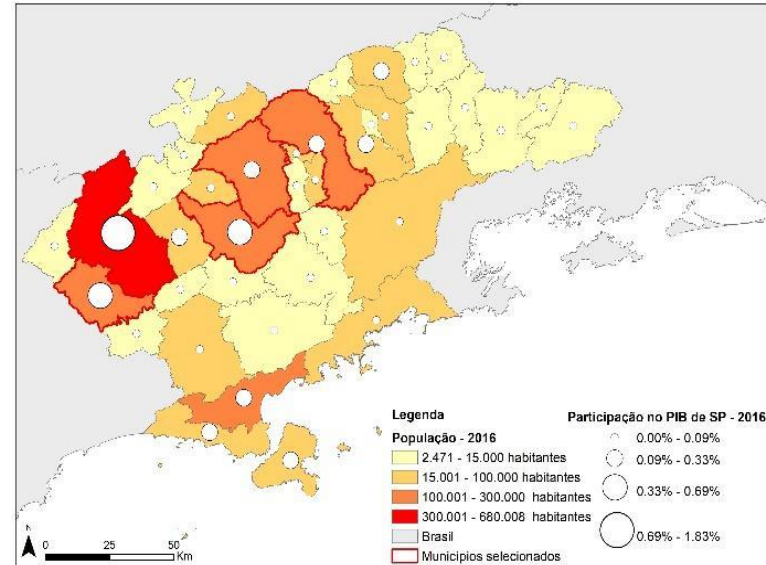 Legenda
População - 2016
2.471 - 15.000 habitantes
15.001 - 100.000 habitantes
100.001 - 300.000 habitantes
300.001 - 680.008 habitantes
Brasil
Municipios selecionados
Participação no PIB de SP - 2016
0.00% - 0.09%
0.09% - 0.33%
0.33% - 0.69%
0.69% - 1.83%
N
0 25 50
Km